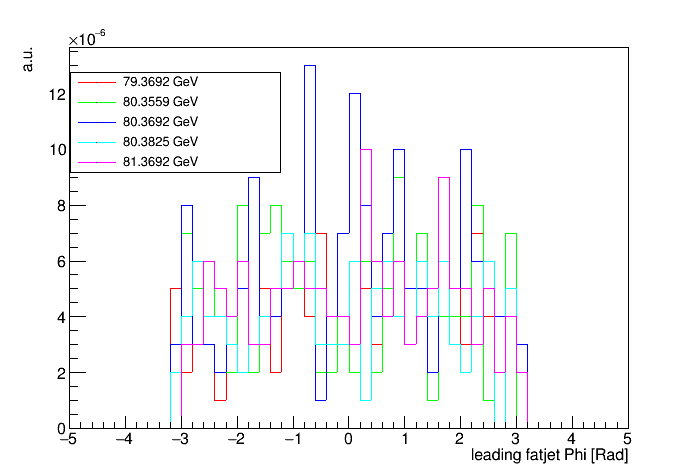 ×10⁻⁶
a.u.
79.3692 GeV
80.3559 GeV
80.3692 GeV
80.3825 GeV
81.3692 GeV
12
10
8
6
4
2
0
−5 −4 −3 −2 −1 0 1 2 3 4 5
leading fatjet Phi [Rad]